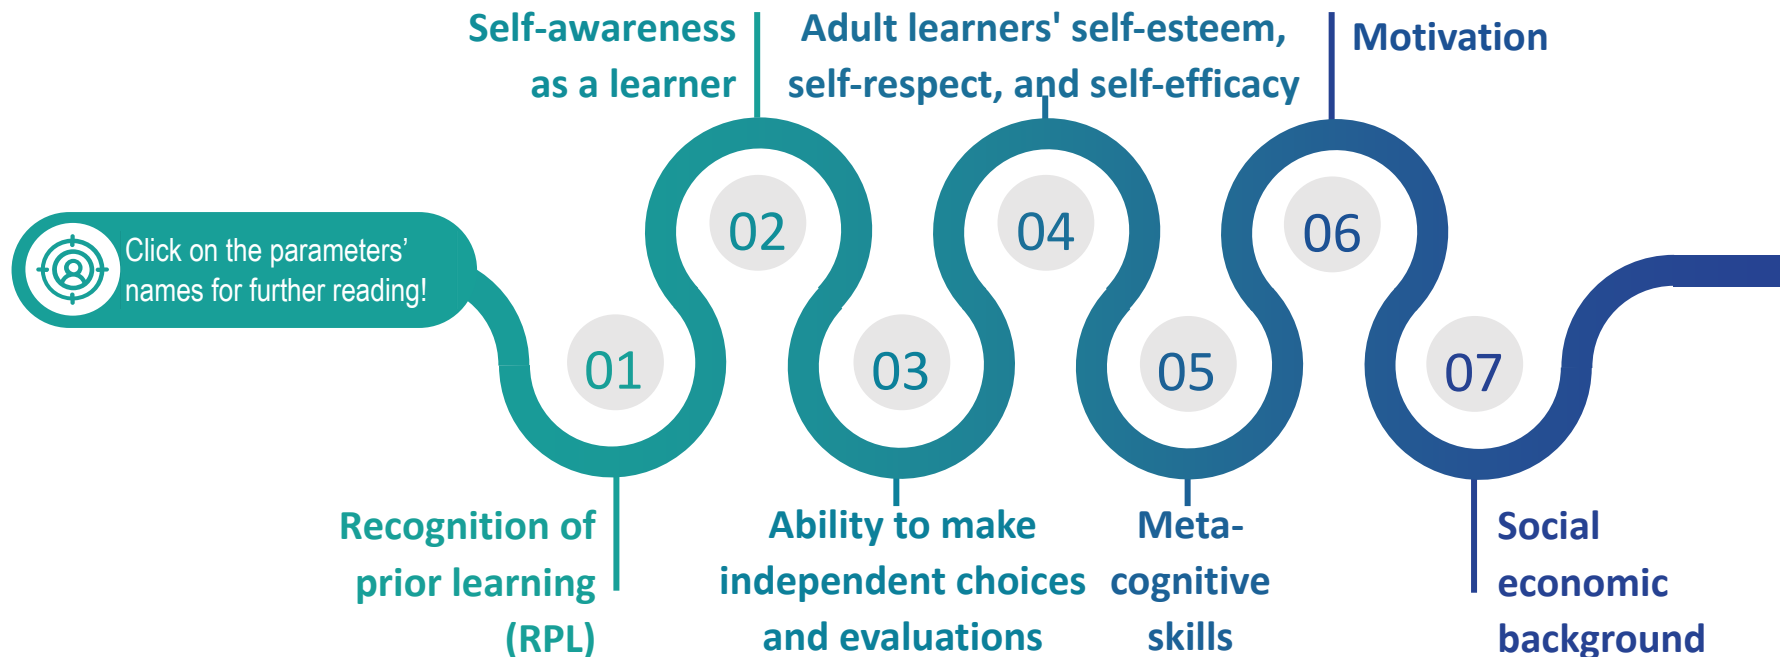 Self-awareness
as a learner
Adult learners' self-esteem,
self-respect, and self-efficacy
Motivation
Click on the parameters’
names for further reading!
01
02
03
04
05
06
07
Recognition of
prior learning
(RPL)
Ability to make
independent choices
and evaluations
Meta-
cognitive
skills
Social
economic
background